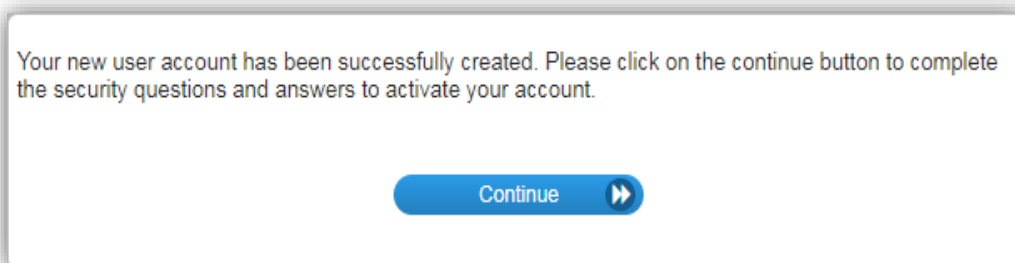 Your new user account has been successfully created. Please click on the continue button to complete
the security questions and answers to activate your account.
Continue